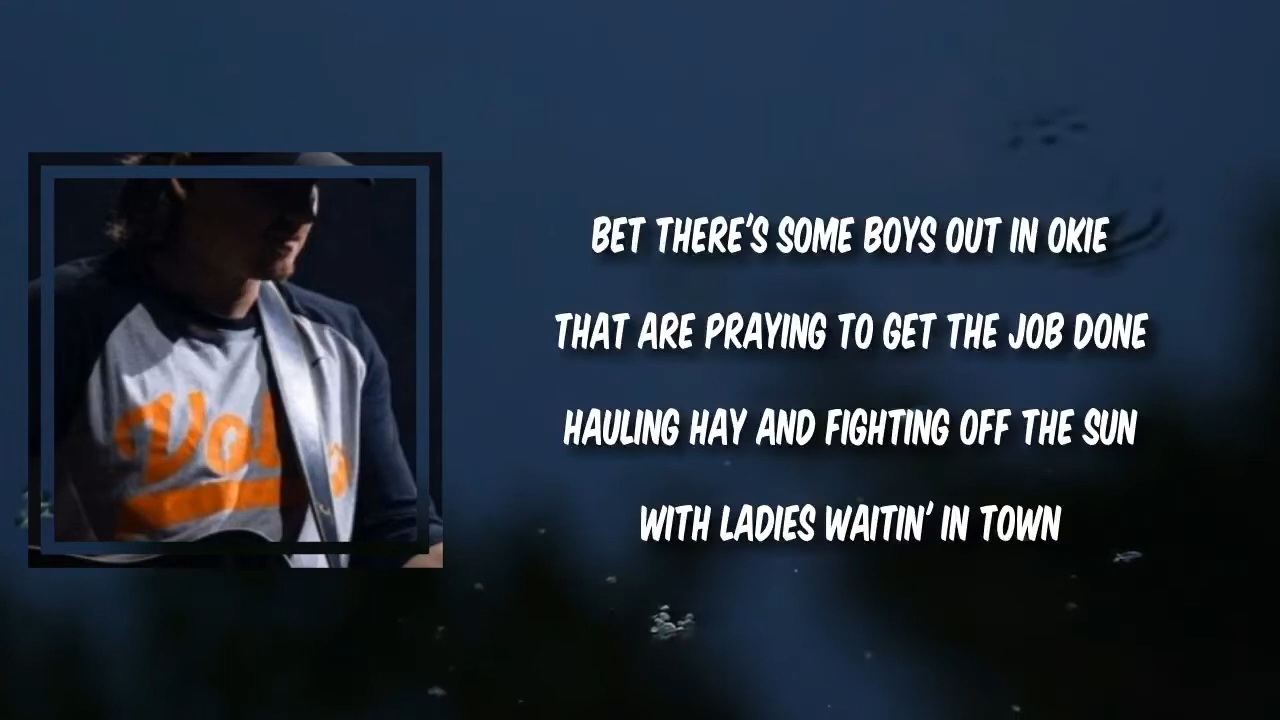 Vol
BET THERE'S SOME BOYS OUT IN OKIE
THAT ARE PRAYING TO GET THE JOB DONE
HAULING HAY AND FIGHTING OFF THE SUN
WITH LADIES WAITIN' IN TOWN